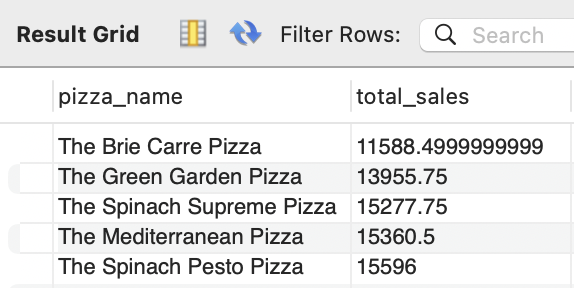 Result Grid Filter Rows: Search
pizza_name total_sales
The Brie Carre Pizza 11588.4999999999
The Green Garden Pizza 13955.75
The Spinach Supreme Pizza 15277.75
The Mediterranean Pizza 15360.5
The Spinach Pesto Pizza 15596